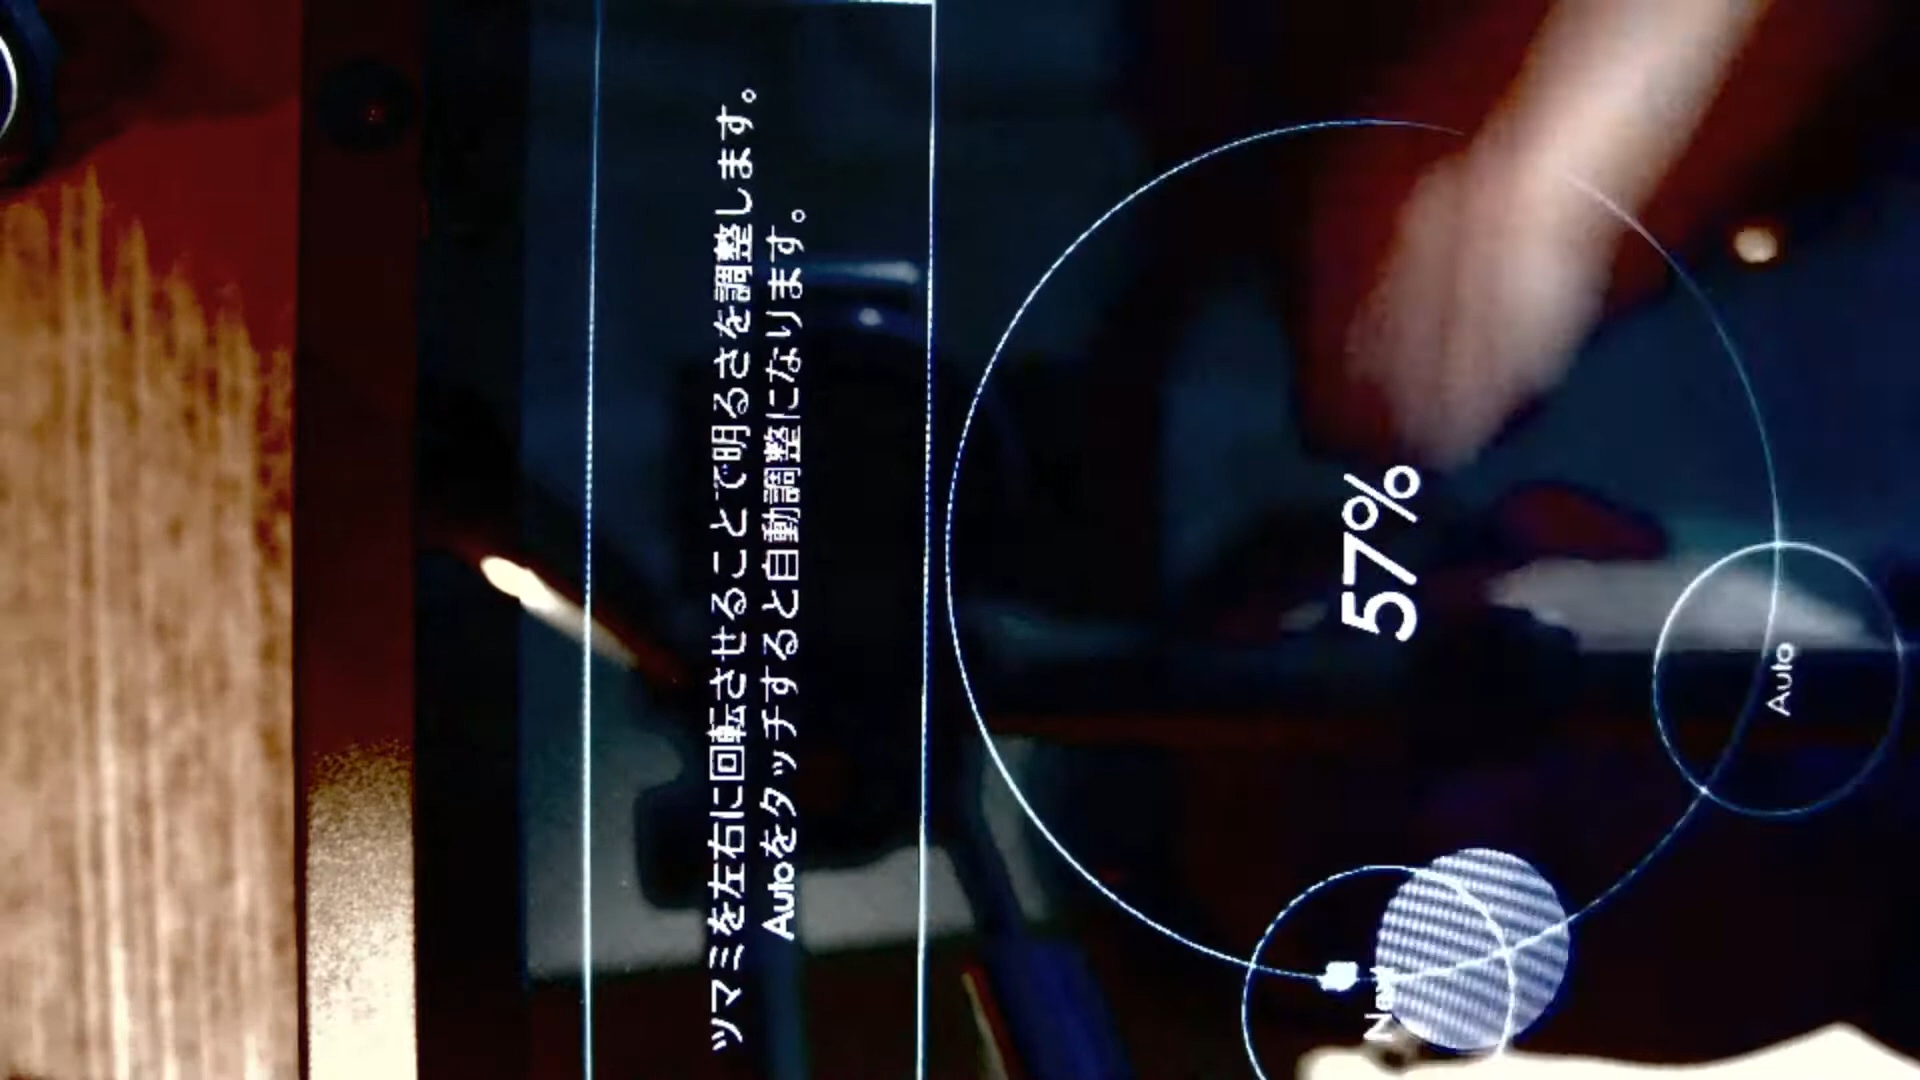 ツマミを左右に回転させることで明るさを調整します。
Autoをタッチすると自動調整になります。
57%
Auto